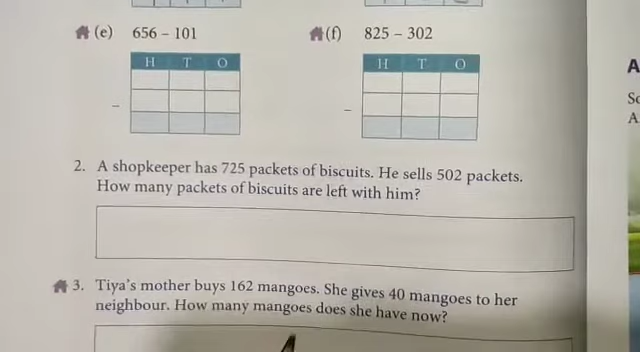 (e) 656 – 101
(f) 825 – 302
H T O
H T O
–
–
2. A shopkeeper has 725 packets of biscuits. He sells 502 packets.
How many packets of biscuits are left with him?
3. Tiya's mother buys 162 mangoes. She gives 40 mangoes to her
neighbour. How many mangoes does she have now?
A